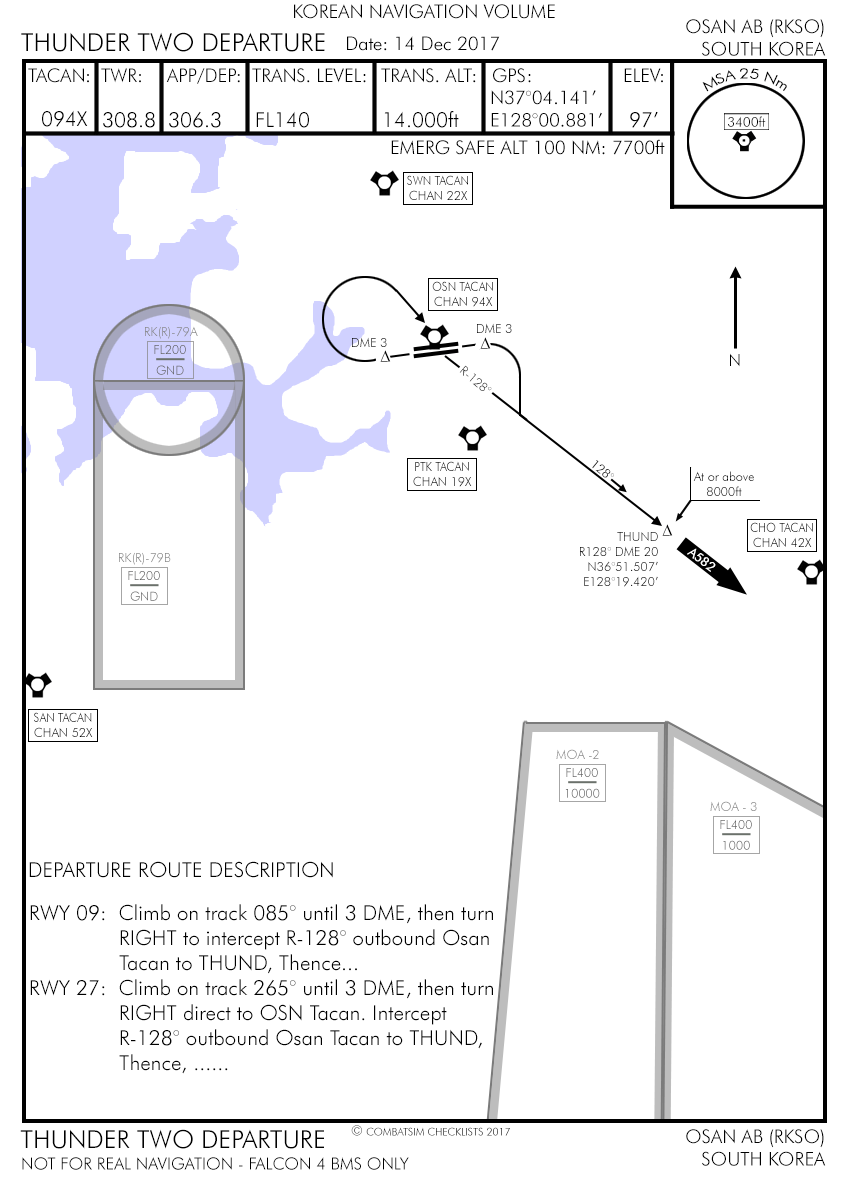 KOREAN NAVIGATION VOLUME
THUNDER TWO DEPARTURE Date: 14 Dec 2017
OSAN AB (RKSO)
SOUTH KOREA
TACAN: TWR: APP/DEP: TRANS. LEVEL: TRANS. ALT: GPS: ELEV:
N37°04.141'
094X 308.8 306.3 FL140 14.000ft E128°00.881' 97'
MSA 25 Nm
3400ft
EMERG SAFE ALT 100 NM: 7700ft
SWN TACAN
CHAN 22X
OSN TACAN
CHAN 94X
RK(R)-79A
FL200
GND
DME 3
DME 3
R-128°
N
PTK TACAN
CHAN 19X
128°
At or above
8000ft
THUND
R128° DME 20
N36°51.507'
E128°19.420'
CHO TACAN
CHAN 42X
A582
RK(R)-79B
FL200
GND
SAN TACAN
CHAN 52X
MOA -2
FL400
10000
MOA - 3
FL400
1000
DEPARTURE ROUTE DESCRIPTION
RWY 09: Climb on track 085° until 3 DME, then turn
RIGHT to intercept R-128° outbound Osan
Tacan to THUND, Thence...
RWY 27: Climb on track 265° until 3 DME, then turn
RIGHT direct to OSN Tacan. Intercept
R-128° outbound Osan Tacan to THUND,
Thence, ......
THUNDER TWO DEPARTURE
© COMBATSIM CHECKLISTS 2017
NOT FOR REAL NAVIGATION - FALCON 4 BMS ONLY
OSAN AB (RKSO)
SOUTH KOREA